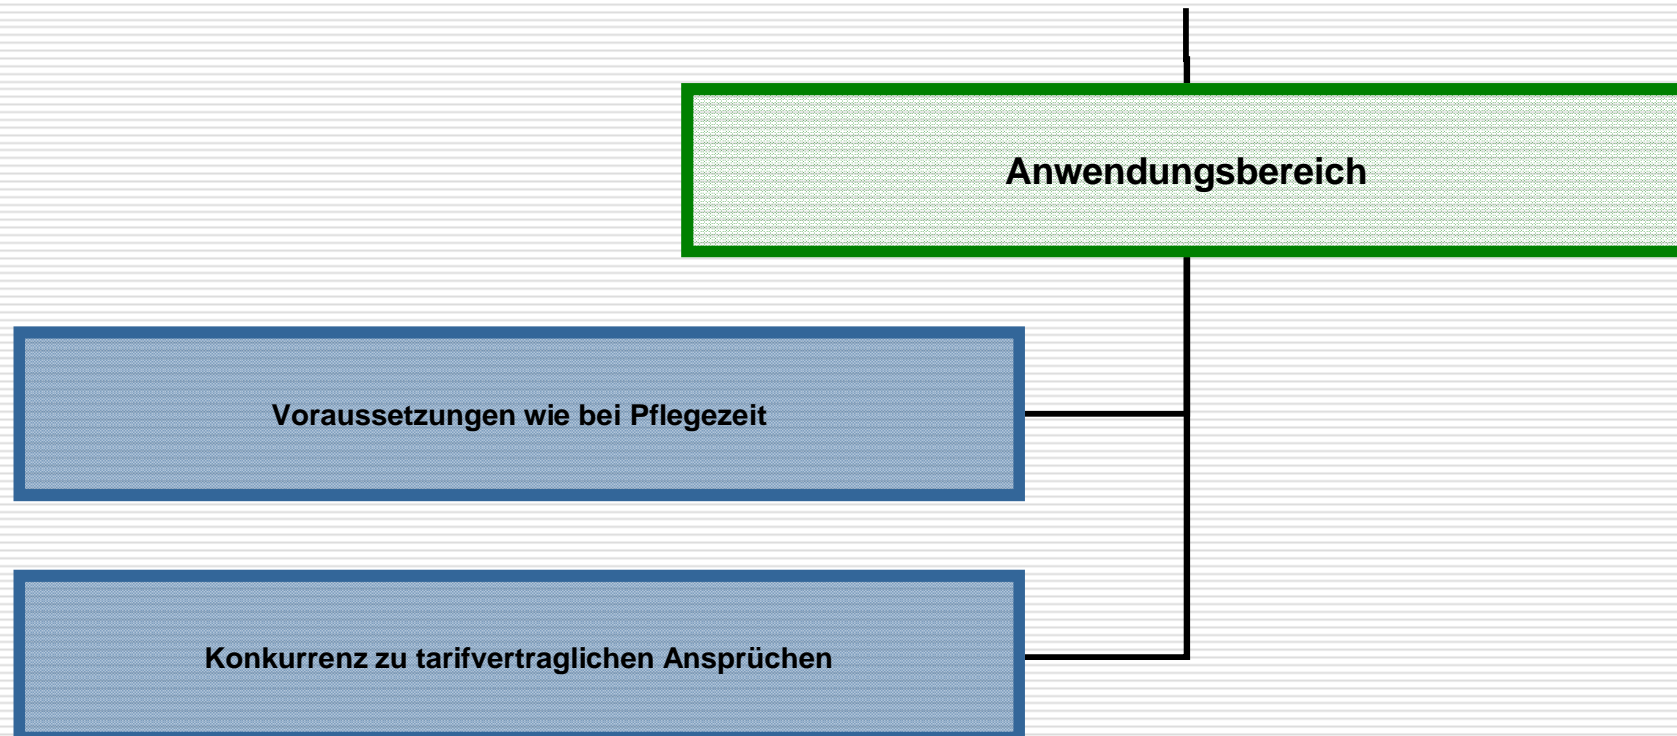 Anwendungsbereich
Voraussetzungen wie bei Pflegezeit
Konkurrenz zu tarifvertraglichen Ansprüchen